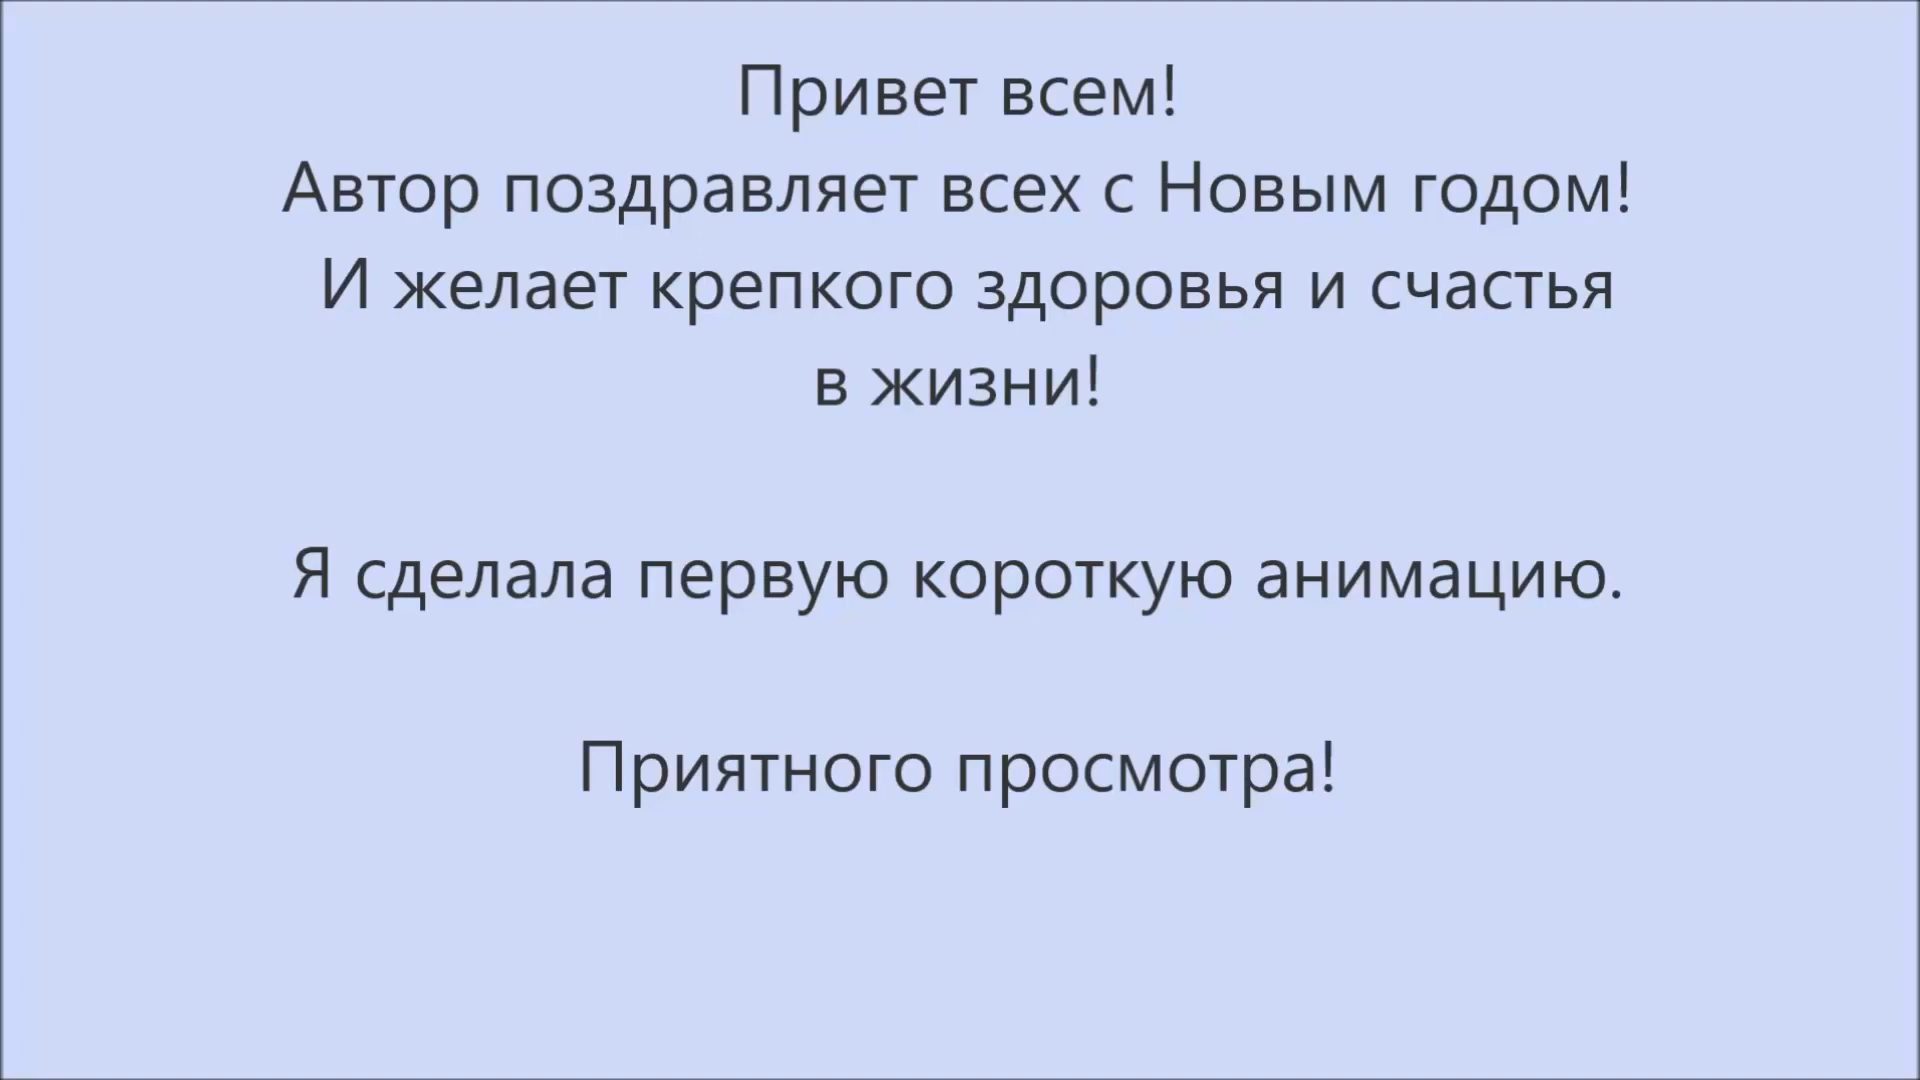 Привет всем!
Автор поздравляет всех с Новым годом!
И желает крепкого здоровья и счастья
в жизни!
Я сделала первую короткую анимацию.
Приятного просмотра!